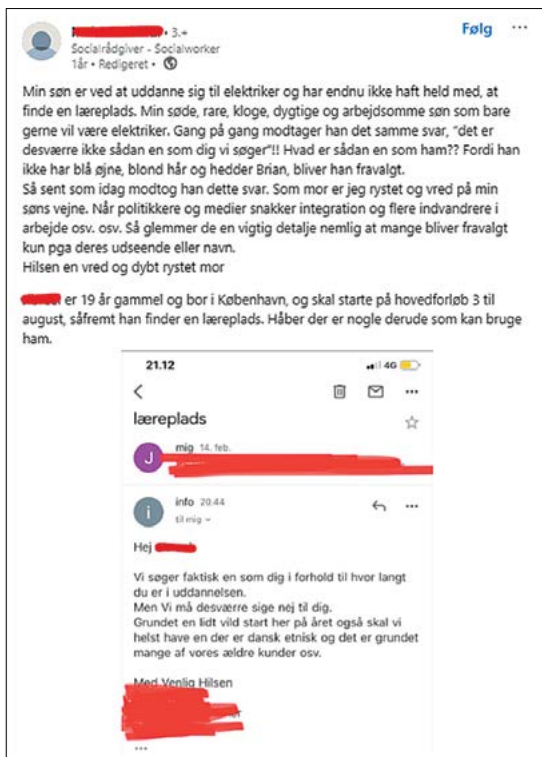 • 3.+
Følg ...
Socialrådgiver - Socialworker
1år • Redigeret •
Min søn er ved at uddanne sig til elektriker og har endnu ikke haft held med, at
finde en læreplads. Min søde, rare, kloge, dygtige og arbejdsomme søn som bare
gerne vil være elektriker. Gang på gang modtager han det samme svar, "det er
desværre ikke sådan en som dig vi søger"!! Hvad er sådan en som ham?? Fordi han
ikke har blå øjne, blond hår og hedder Brian, bliver han fravalgt.
Så sent som idag modtog han dette svar. Som mor er jeg rystet og vred på min
søns vejne. Når politikkere og medier snakker integration og flere indvandrere i
arbejde osv. osv. Så glemmer de en vigtig detalje nemlig at mange bliver fravalgt
kun pga deres udseende eller navn.
Hilsen en vred og dybt rystet mor
er 19 år gammel og bor i København, og skal starte på hovedforløb 3 til
august, såfremt han finder en læreplads. Håber der er nogle derude som kan bruge
ham.
21.12
4G
læreplads
J
mig 14. feb.
i
info 20.44
til mig
Hej
Vi søger faktisk en som dig i forhold til hvor langt
du er i uddannelsen.
Men Vi må desværre sige nej til dig.
Grundet en lidt vild start her på året også skal vi
helst have en der er dansk etnisk og det er grundet
mange af vores ældre kunder osv.
Med Venlig Hilsen
...